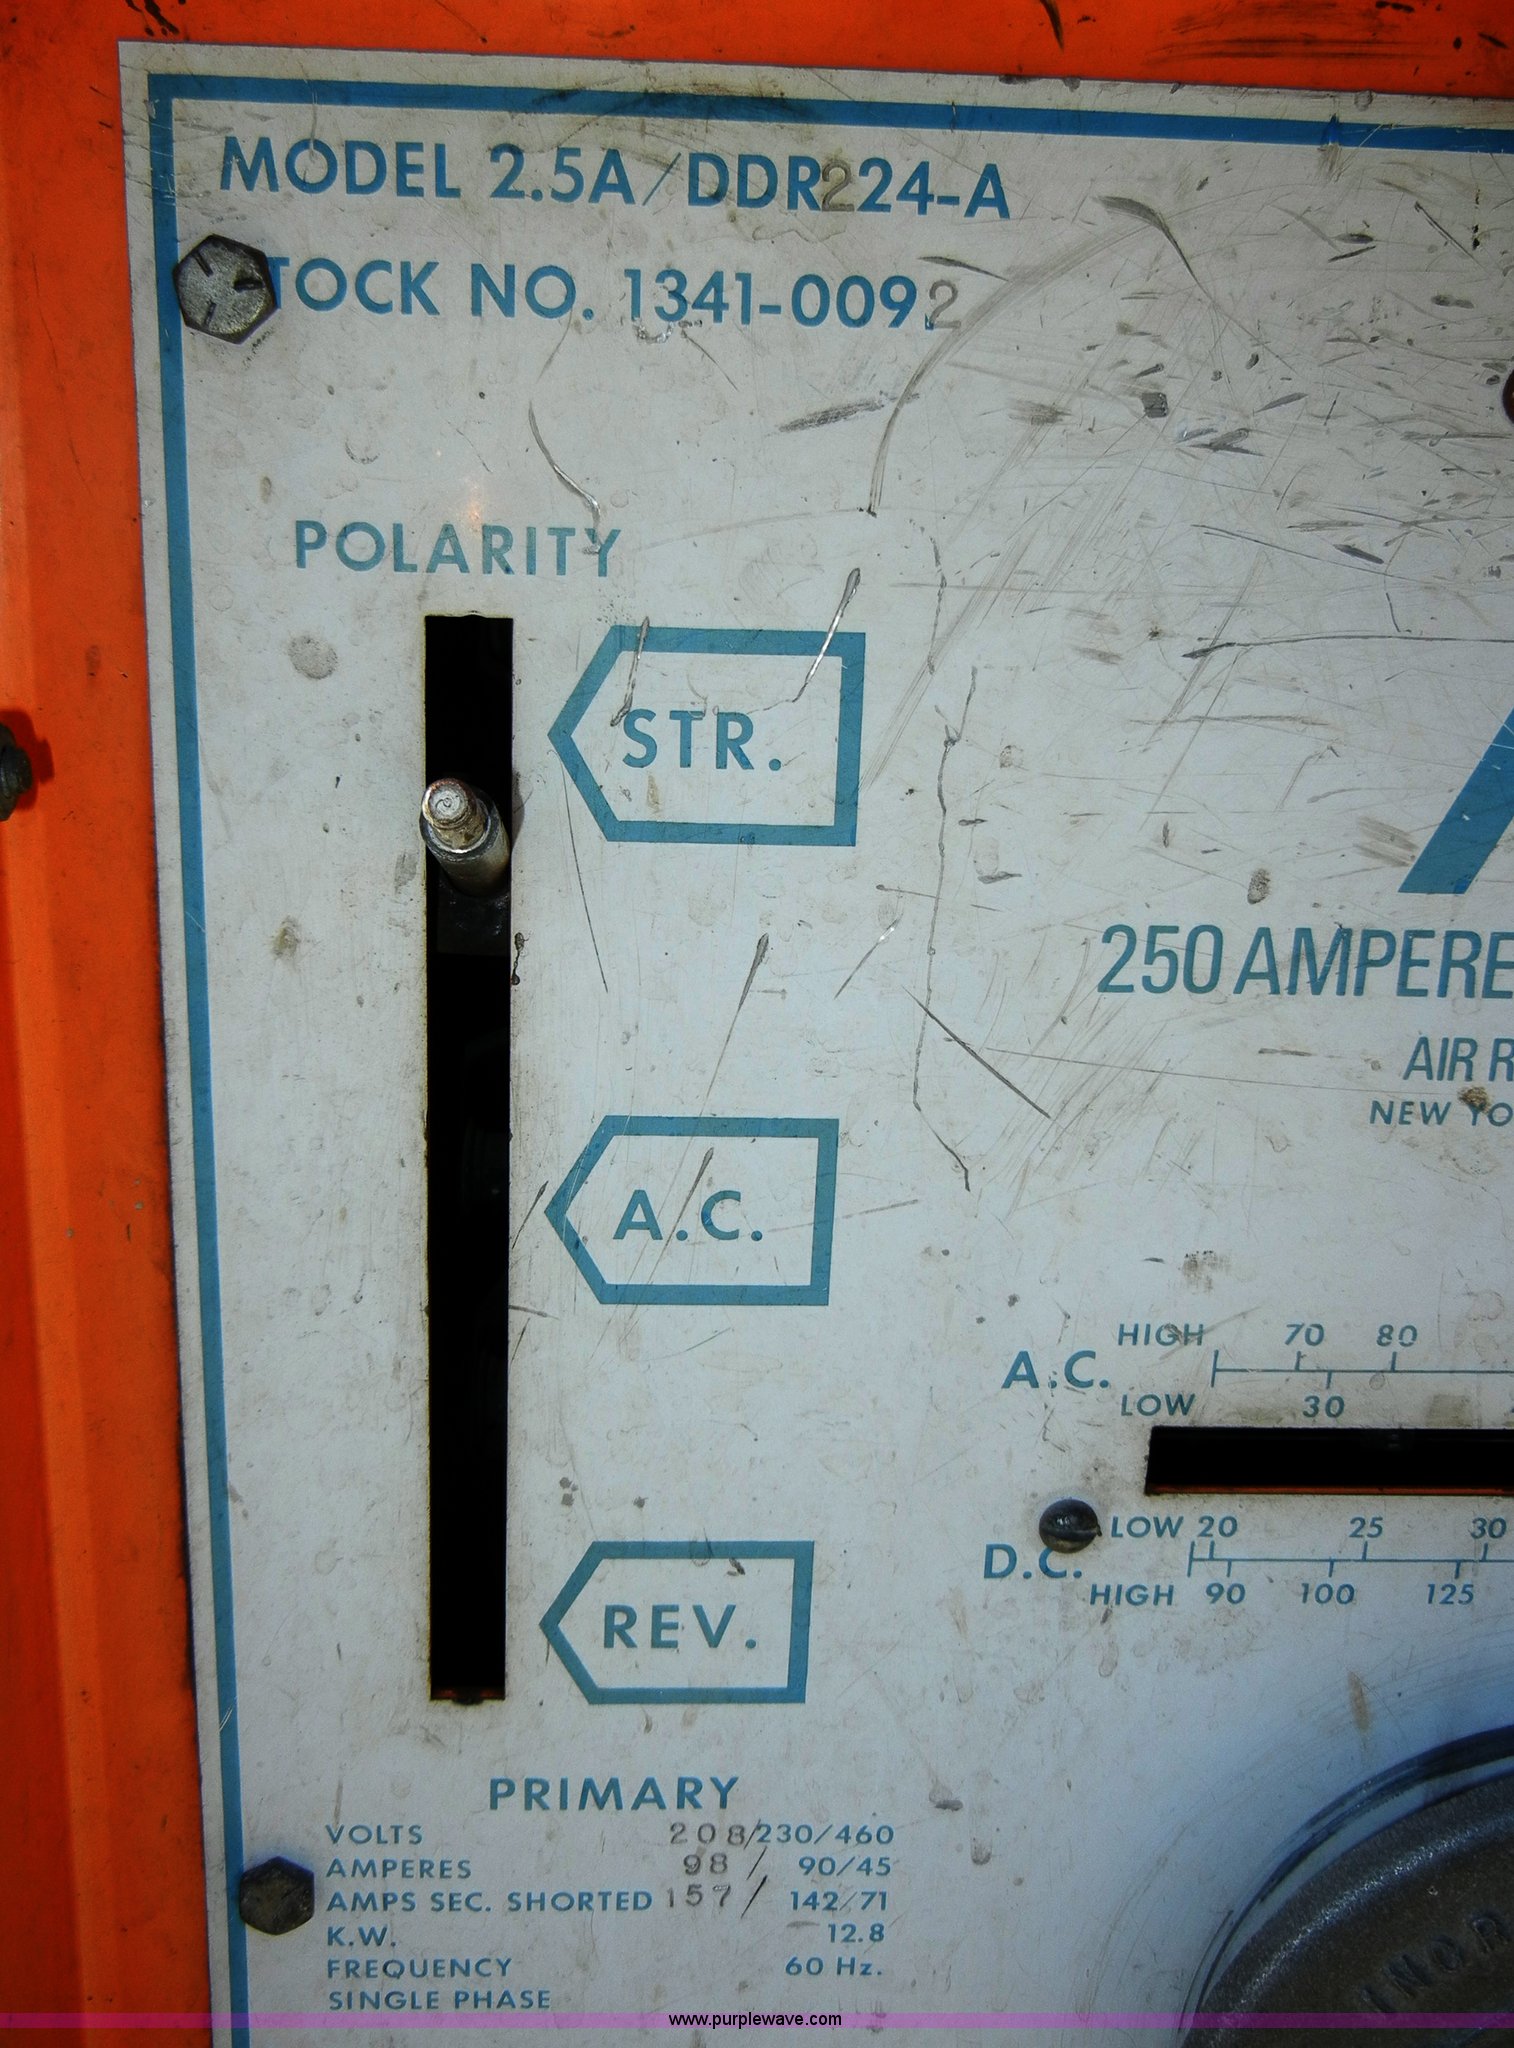 MODEL 2.5A/DDR224-A
STOCK NO. 1341-0092
POLARITY
STR.
250 AMPERE
AIR
NEW
A.C.
HIGH 70 80
A.C.
LOW 30
LOW 20 25 30
D.C.
HIGH 90 100 125
REV.
PRIMARY
VOLTS 208/230/460
AMPERES 98 / 90/45
AMPS SEC. SHORTED 157 / 142/71
K.W. 12.8
FREQUENCY 60 Hz.
SINGLE PHASE
www.purplewave.com